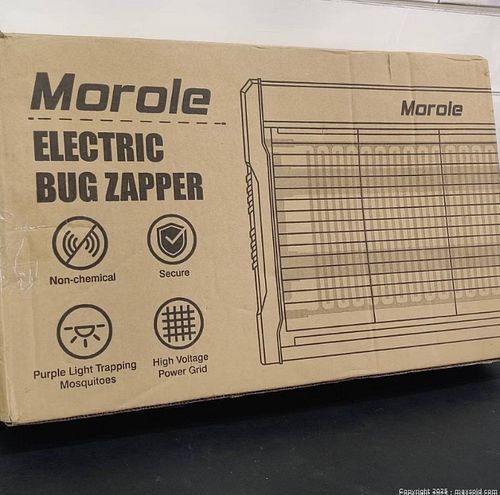 Morole
ELECTRIC
BUG ZAPPER
Non-chemical
Secure
Purple Light Trapping
Mosquitoes
High Voltage
Power Grid
Morole
Copyright 2025 - maxsold.com